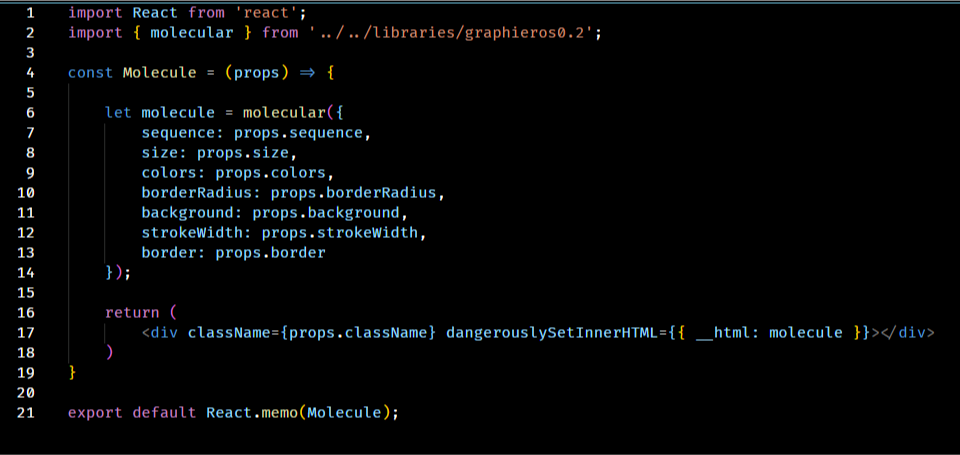 1 import React from 'react';
2 import { molecular } from '../../libraries/graphieros0.2';
3
4 const Molecule = (props) => {
5
6 let molecule = molecular({
7 sequence: props.sequence,
8 size: props.size,
9 colors: props.colors,
10 borderRadius: props.borderRadius,
11 background: props.background,
12 strokeWidth: props.strokeWidth,
13 border: props.border
14 });
15
16 return (
17 <div className={props.className} dangerouslySetInnerHTML={{ __html: molecule }}></div>
18 )
19 }
20
21 export default React.memo(Molecule);